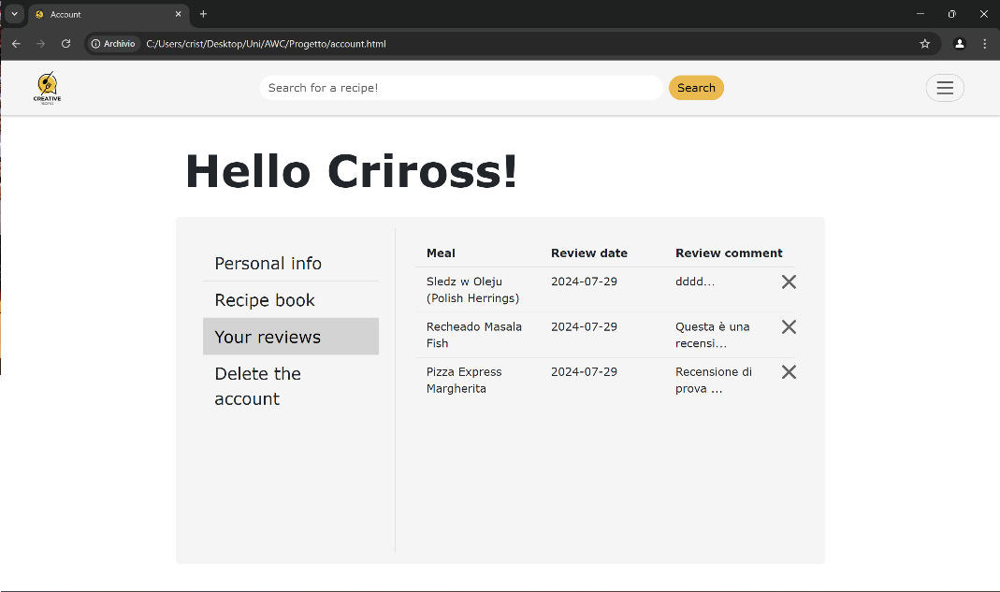 Account
Archivio C:/Users/crist/Desktop/Uni/AWC/Progetto/account.html
CREATIVE
RECIPES
Search for a recipe! Search
Hello Criross!
Personal info
Recipe book
Your reviews
Delete the
account
Meal Review date Review comment
Sledz w Oleju
(Polish Herrings) 2024-07-29 dddd...
Recheado Masala
Fish 2024-07-29 Questa è una
recensi...
Pizza Express
Margherita 2024-07-29 Recensione di
prova ...